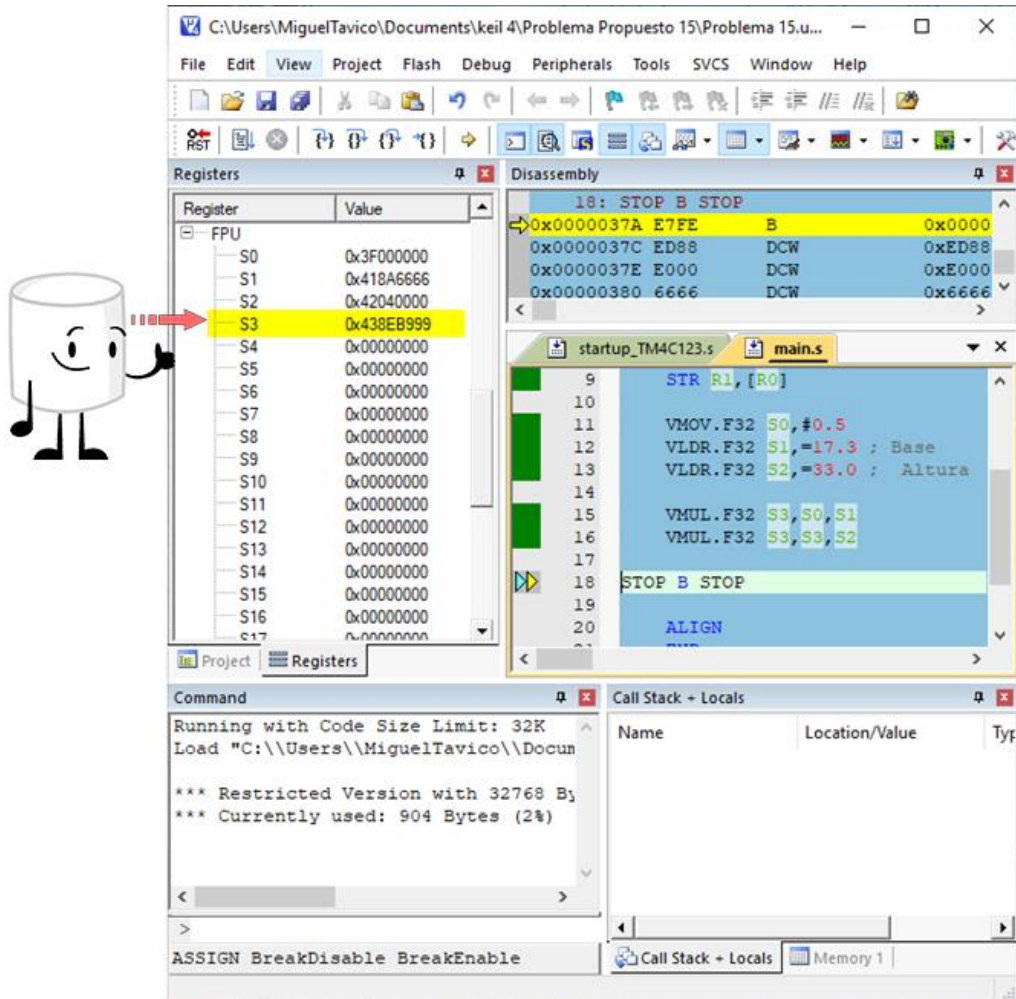 C:\Users\MiguelTavico\Documents\keil 4\Problema Propuesto 15\Problema 15.u...
File Edit View Project Flash Debug Peripherals Tools SVCS Window Help
RST
Registers
Register Value
FPU
S0 0x3F000000
S1 0x418A6666
S2 0x42040000
S3 0x438EB999
S4 0x00000000
S5 0x00000000
S6 0x00000000
S7 0x00000000
S8 0x00000000
S9 0x00000000
S10 0x00000000
S11 0x00000000
S12 0x00000000
S13 0x00000000
S14 0x00000000
S15 0x00000000
S16 0x00000000
S17 0x00000000
Project Registers
Disassembly
18: STOP B STOP
0x0000037A E7FE B 0x0000
0x0000037C ED88 DCW 0xED88
0x0000037E E000 DCW 0xE000
0x00000380 6666 DCW 0x6666
startup_TM4C123.s main.s
9 STR R1,[R0]
10
11 VMOV.F32 S0,#0.5
12 VLDR.F32 S1,=17.3 ; Base
13 VLDR.F32 S2,=33.0 ; Altura
14
15 VMUL.F32 S3,S0,S1
16 VMUL.F32 S3,S3,S2
17
18 STOP B STOP
19
20 ALIGN
Command
Running with Code Size Limit: 32K
Load "C:\\Users\\MiguelTavico\\Docum
*** Restricted Version with 32768 By
*** Currently used: 904 Bytes (2%)
>
ASSIGN BreakDisable BreakEnable
Call Stack + Locals
Name Location/Value Typ
Call Stack + Locals Memory 1